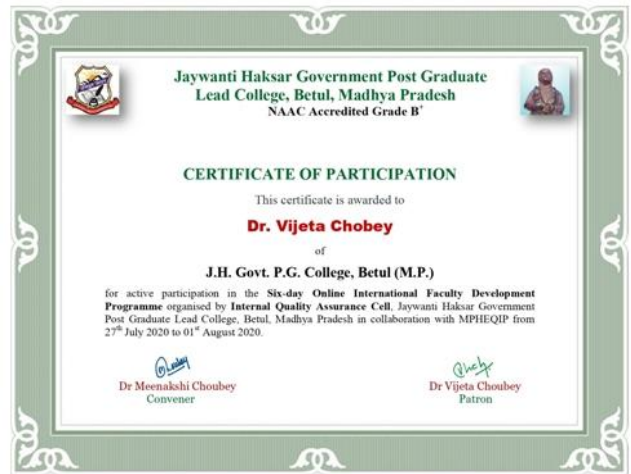 Jaywanti Haksar Government Post Graduate
Lead College, Betul, Madhya Pradesh
NAAC Accredited Grade B+
CERTIFICATE OF PARTICIPATION
This certificate is awarded to
Dr. Vijeta Chobey
of
J.H. Govt. P.G. College, Betul (M.P.)
for active participation in the Six-day Online International Faculty Development
Programme organised by Internal Quality Assurance Cell, Jaywanti Haksar Government
Post Graduate Lead College, Betul, Madhya Pradesh in collaboration with MPHEQIP from
27th July 2020 to 01st August 2020.
Dr Meenakshi Choubey
Convener
Dr Vijeta Choubey
Patron